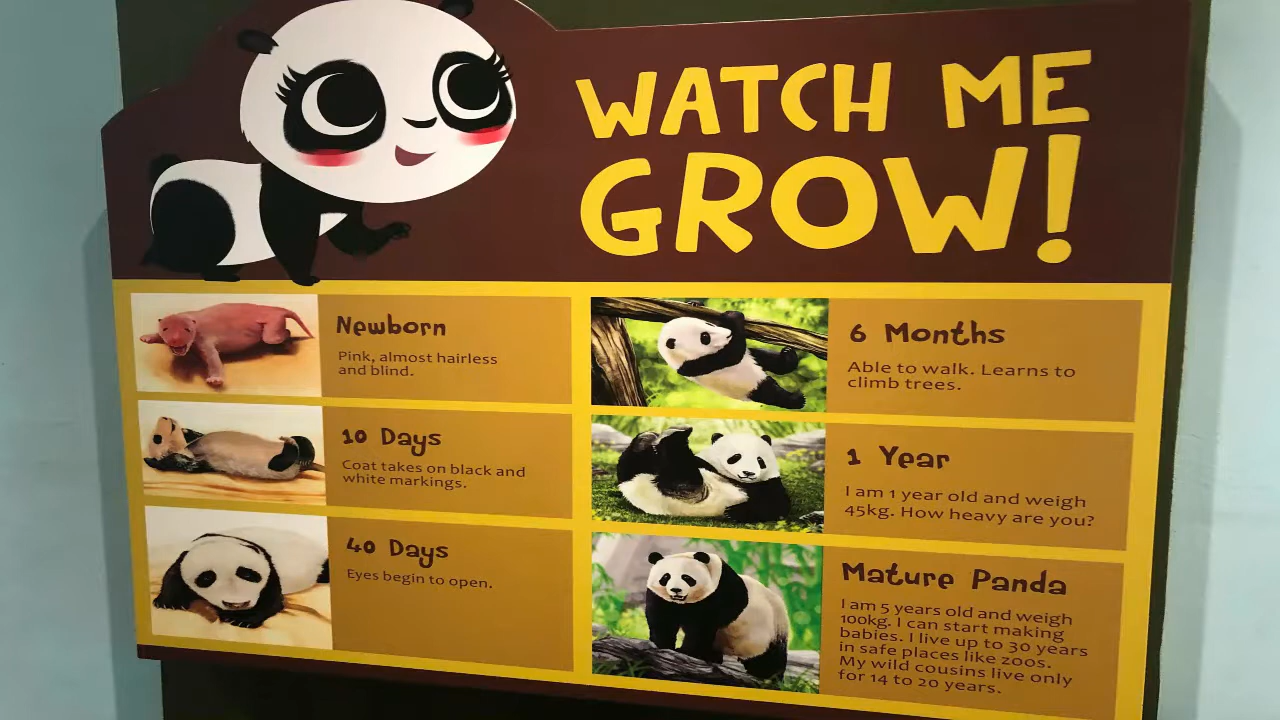 WATCH ME
GROW!
Newborn
Pink, almost hairless
and blind.
10 Days
Coat takes on black and
white markings.
40 Days
Eyes begin to open.
6 Months
Able to walk. Learns to
climb trees.
1 Year
I am 1 year old and weigh
45kg. How heavy are you?
Mature Panda
I am 5 years old and weigh
100kg. I can start making
babies. I live up to 30 years
in safe places like zoos.
My wild cousins live only
for 14 to 20 years.